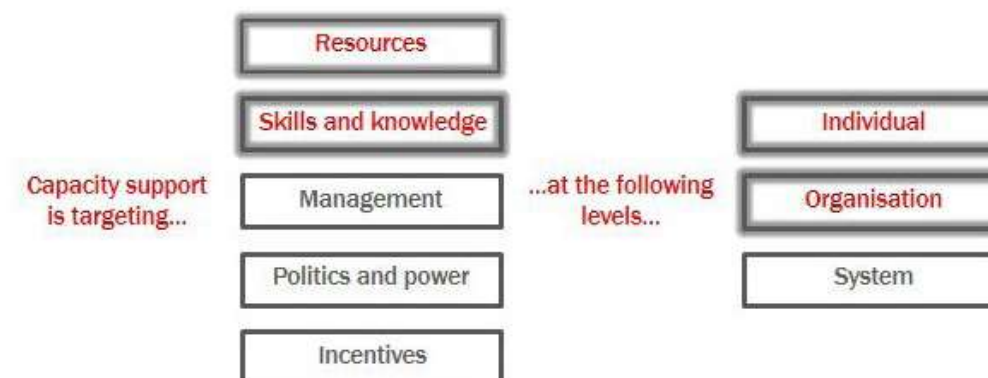 Capacity support
is targeting...
Resources
Skills and knowledge
Management
Politics and power
Incentives
...at the following
levels...
Individual
Organisation
System